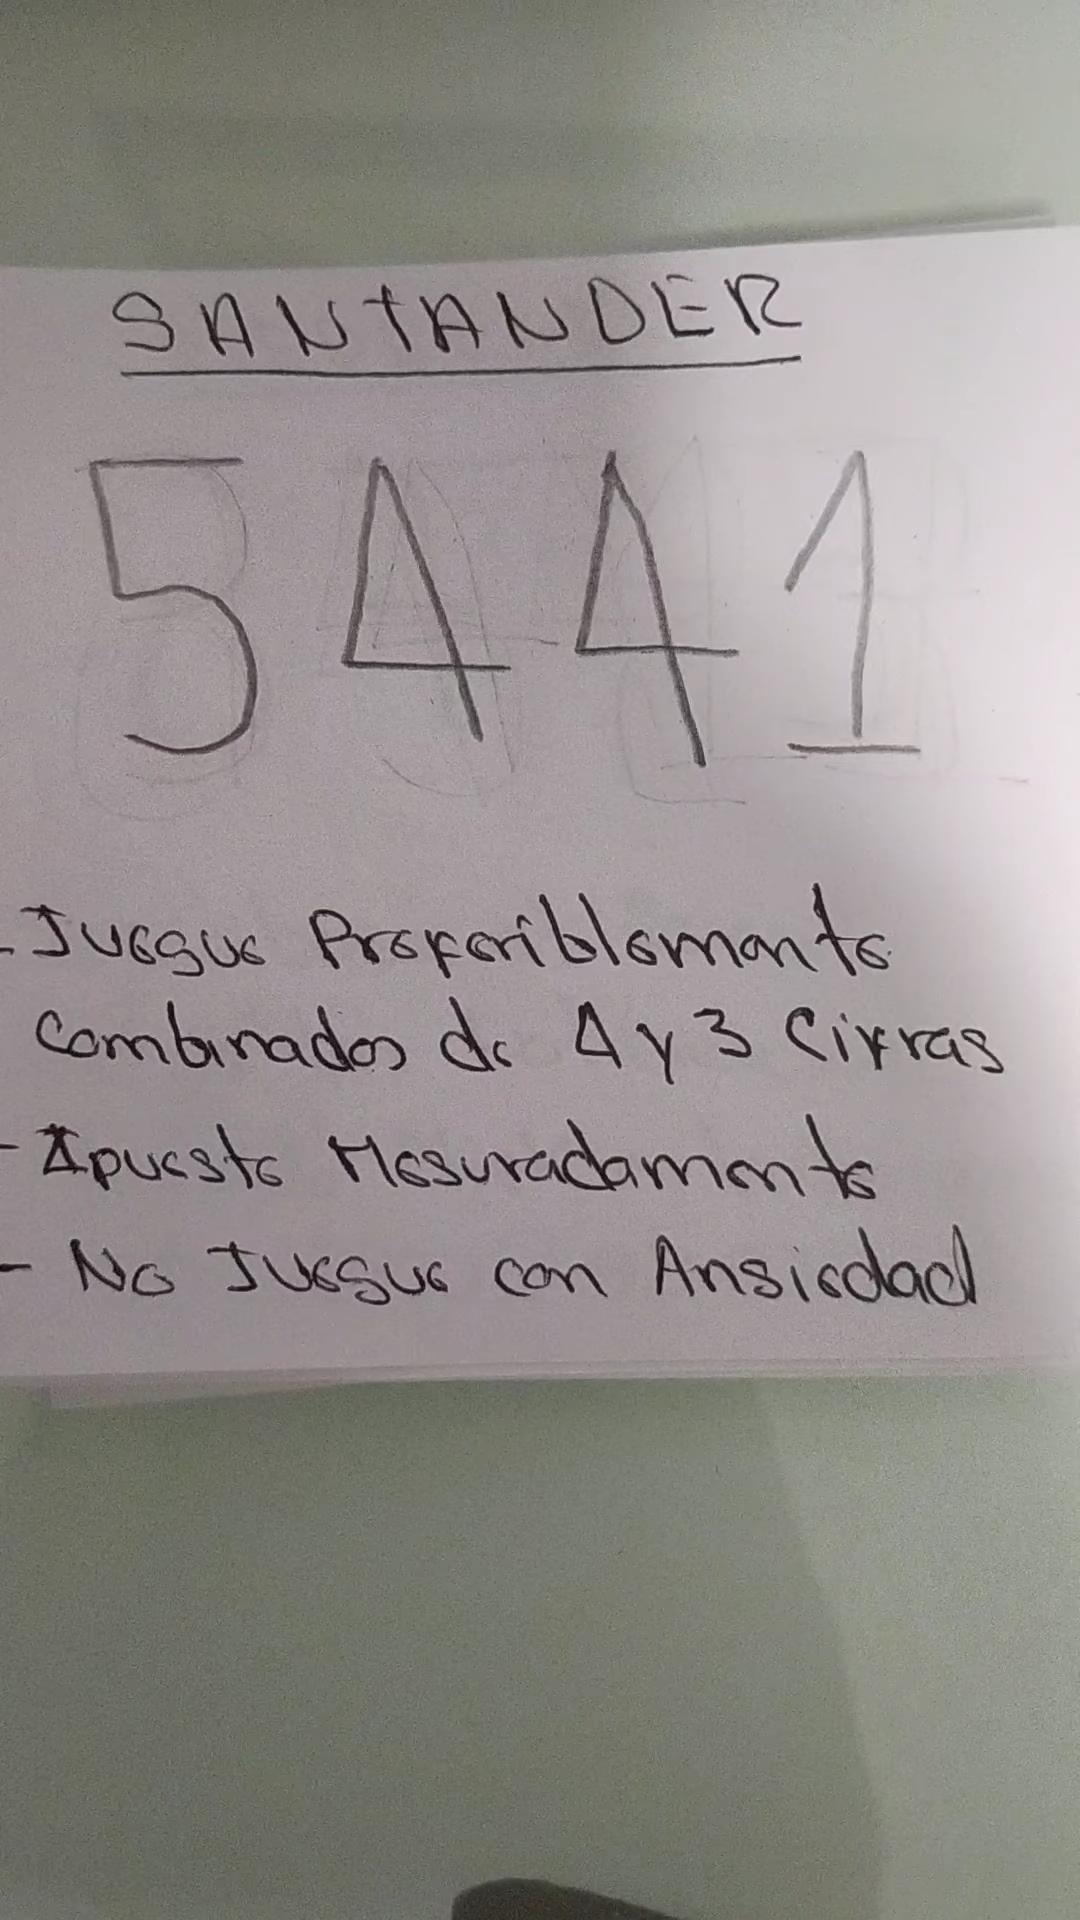 SANTANDER
5441
- Juegue Preferiblemente
Combinados de 4 y 3 Cifras
- Apueste Mesuradamente
- No Juegue con Ansiedad